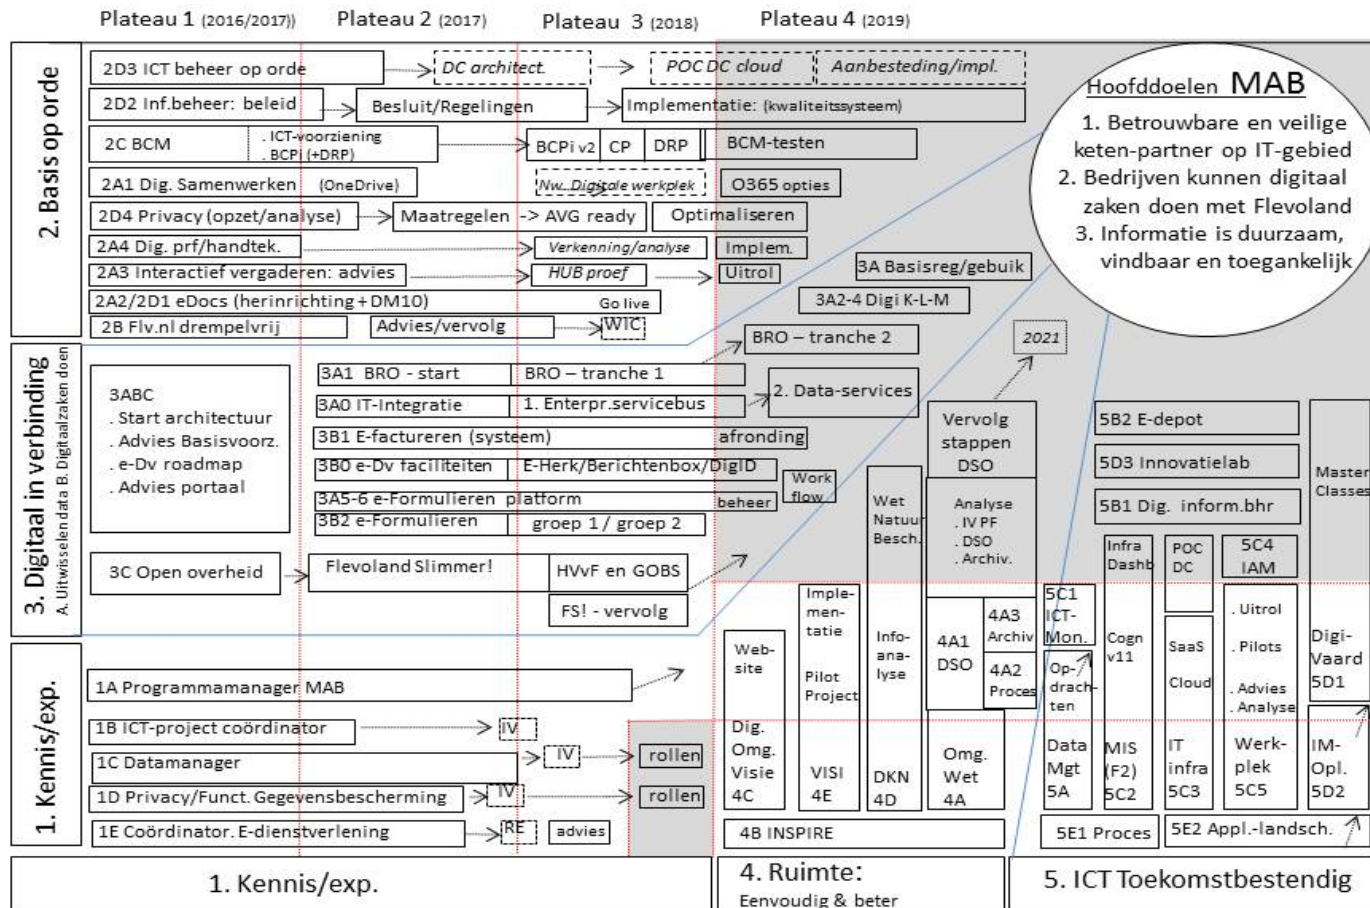 Plateau 1 (2016/2017))
Plateau 2 (2017)
Plateau 3 (2018)
Plateau 4 (2019)
2. Basis op orde
2D3 ICT beheer op orde
DC architect.
POC DC cloud
Aanbesteding/impl.
2D2 Inf.beheer: beleid
Besluit/Regelingen
Implementatie: (kwaliteitssysteem)
2C BCM
. ICT-voorziening
. BCPi (+DRP)
BCPi v2
CP
DRP
BCM-testen
2A1 Dig. Samenwerken (OneDrive)
Nw. Digitale werkplek
O365 opties
2D4 Privacy (opzet/analyse)
Maatregelen -> AVG ready
Optimaliseren
2A4 Dig. prf/handtek.
Verkenning/analyse
Implem.
2A3 Interactief vergaderen: advies
HUB proef
Uitrol
3A Basisreg/gebuik
2A2/2D1 eDocs (herinrichting + DM10)
Go live
3A2-4 Digi K-L-M
2B Flv.nl drempelvrij
Advies/vervolg
WTC
Hoofddoelen MAB
1. Betrouwbare en veilige
keten-partner op IT-gebied
2. Bedrijven kunnen digitaal
zaken doen met Flevoland
3. Informatie is duurzaam,
vindbaar en toegankelijk
3. Digitaal in verbinding
A. Uitwisselen data B. Digitaal zaken doen
BRO – tranche 2
2021
3ABC
. Start architectuur
. Advies Basisvoorz.
. e-Dv roadmap
. Advies portaal
3A1 BRO - start
BRO – tranche 1
3A0 IT-Integratie
1. Enterpr.servicebus
2. Data-services
3B1 E-factureren (systeem)
afronding
3B0 e-Dv faciliteiten
E-Herk/Berichtenbox/DigID
Work
flow
3A5-6 e-Formulieren platform
beheer
3B2 e-Formulieren
groep 1 / groep 2
3C Open overheid
Flevoland Slimmer!
HVvF en GOBS
FS! - vervolg
Wet
Natuur
Besch.
Vervolg
stappen
DSO
Analyse
. IV PF
. DSO
. Archiv.
5B2 E-depot
5D3 Innovatielab
5B1 Dig. inform.bhr
Master
Classes
Infra
Dashb
POC
DC
5C4
IAM
1. Kennis/exp.
1A Programmamanager MAB
1B ICT-project coördinator
IV
1C Datamanager
IV
rollen
1D Privacy/Funct. Gegevensbescherming
IV
rollen
1E Coördinator. E-dienstverlening
RE
advies
Web-
site
Dig.
Omg.
Visie
4C
Imple-
men-
tatie
Pilot
Project
VISI
4E
Info-
ana-
lyse
DKN
4D
4A1
DSO
4A3
Archiv
4A2
Proces
Omg.
Wet
4A
5C1
ICT-
Mon.
Op-
drach-
ten
Data
Mgt
5A
Cogn
v11
MIS
(F2)
5C2
SaaS
Cloud
IT
infra
5C3
. Uitrol
. Pilots
. Advies
. Analyse
Werk-
plek
5C5
Digi-
Vaard
5D1
IM-
Opl.
5D2
4B INSPIRE
5E1 Proces
5E2 Appl.-landsch.
1. Kennis/exp.
4. Ruimte:
Eenvoudig & beter
5. ICT Toekomstbestendig